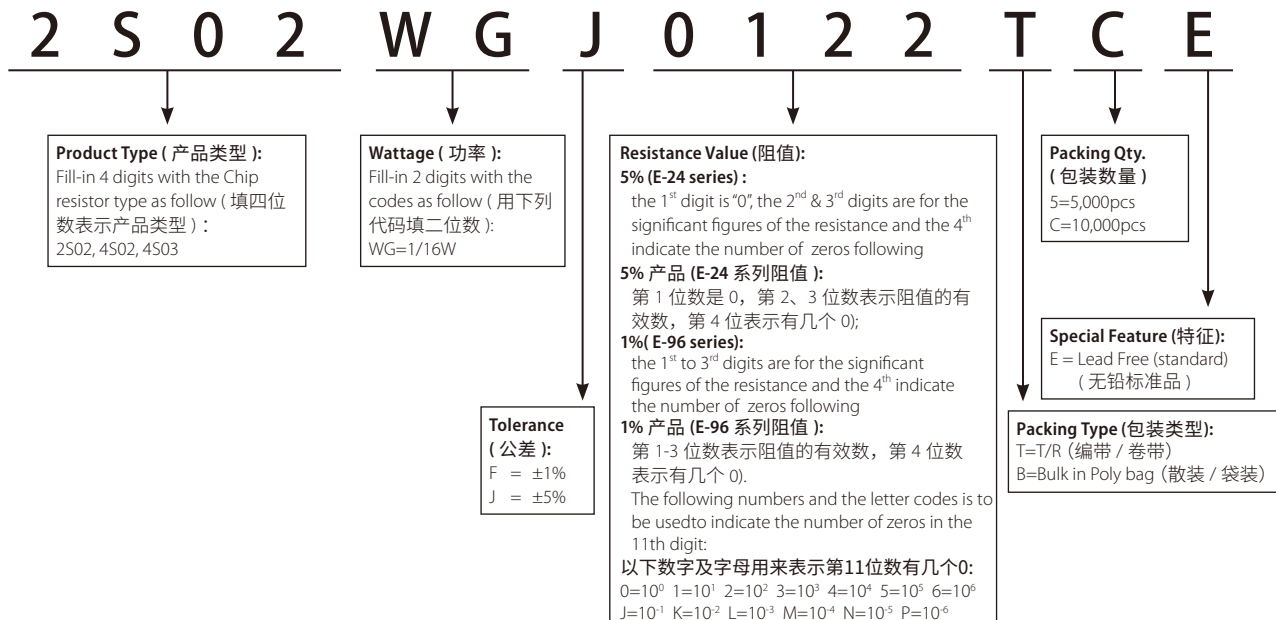 2 S 0 2 W G J 0 1 2 2 T C E
Product Type ( 产品类型 ):
Fill-in 4 digits with the Chip
resistor type as follow ( 填四位
数表示产品类型 ) :
2S02, 4S02, 4S03
Wattage ( 功率 ):
Fill-in 2 digits with the
codes as follow ( 用下列
代码填二位数 ):
WG=1/16W
Tolerance
( 公差 ):
F = ±1%
J = ±5%
Resistance Value (阻值):
5% (E-24 series) :
the 1st digit is “0”, the 2nd & 3rd digits are for the
significant figures of the resistance and the 4th
indicate the number of zeros following
5% 产品 (E-24 系列阻值 ):
第 1 位数是 0，第 2、3 位数表示阻值的有
效数，第 4 位表示有几个 0);
1%( E-96 series):
the 1st to 3rd digits are for the significant
figures of the resistance and the 4th indicate
the number of zeros following
1% 产品 (E-96 系列阻值 ):
第 1-3 位数表示阻值的有效数，第 4 位数
表示有几个 0).
The following numbers and the letter codes is to
be usedto indicate the number of zeros in the
11th digit:
以下数字及字母用来表示第11位数有几个0:
0=10⁰ 1=10¹ 2=10² 3=10³ 4=10⁴ 5=10⁵ 6=10⁶
J=10⁻¹ K=10⁻² L=10⁻³ M=10⁻⁴ N=10⁻⁵ P=10⁻⁶
Packing Qty.
( 包装数量 )
5=5,000pcs
C=10,000pcs
Special Feature (特征):
E = Lead Free (standard)
( 无铅标准品 )
Packing Type (包装类型):
T=T/R（编带 / 卷带）
B=Bulk in Poly bag（散装 / 袋装）